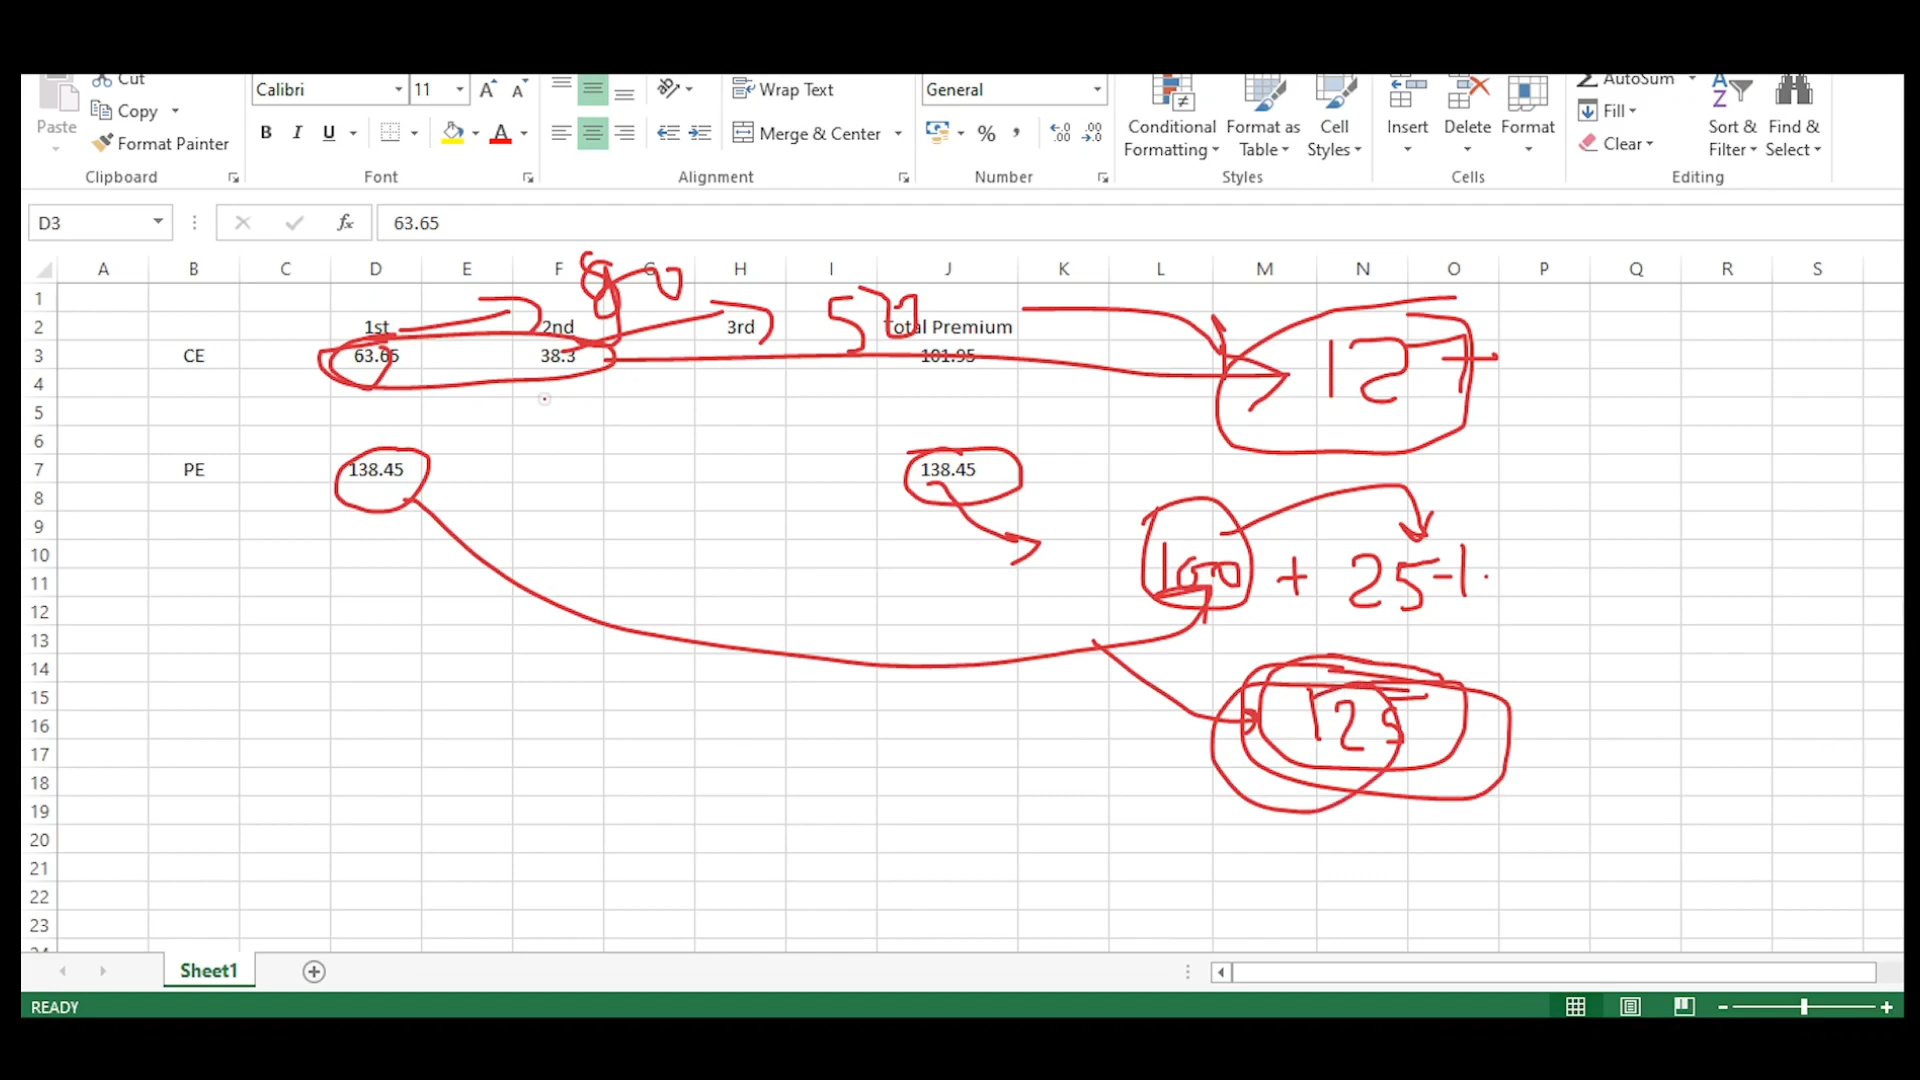 Cut
Copy
Format Painter
Paste
Clipboard
Calibri 11
B I U
Font
Wrap Text
Merge & Center
Alignment
General
%
Number
Conditional Formatting
Format as Table
Cell Styles
Styles
Insert Delete Format
Cells
AutoSum
Fill
Clear
Sort & Filter
Find & Select
Editing
D3 fx 63.65
A B C D E F G H I J K L M N O P Q R S
1
2 1st 2nd 3rd Total Premium
3 CE 63.65 38.3 101.95
4
5
6
7 PE 138.45 138.45
8
9
10
11
12
13
14
15
16
17
18
19
20
21
22
23
80
50
127
100 + 25-1.
125
Sheet1
READY